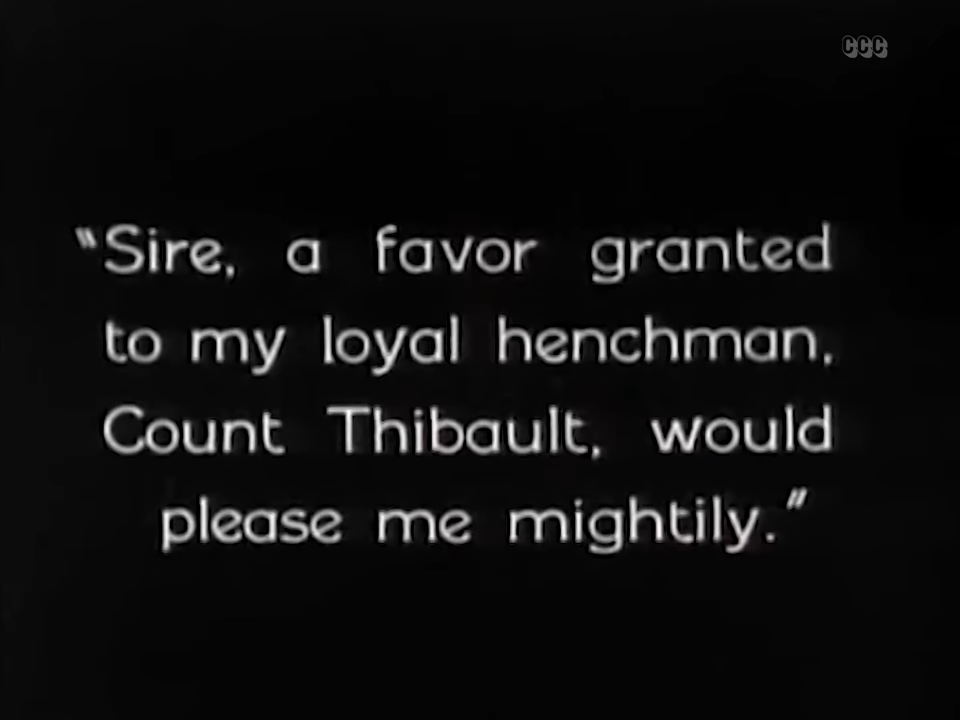 CCC
"Sire, a favor granted
to my loyal henchman,
Count Thibault, would
please me mightily."